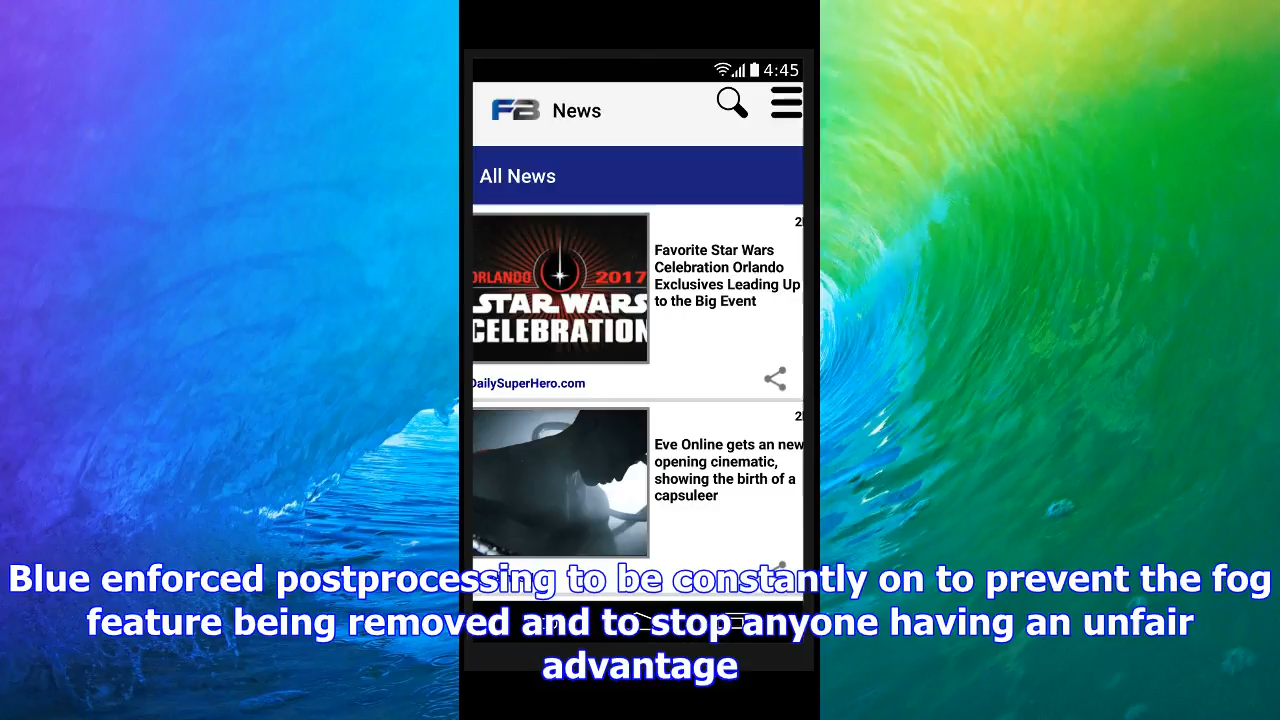 4:45
FB News
All News
ORLANDO 2017
STAR WARS
CELEBRATION
Favorite Star Wars
Celebration Orlando
Exclusives Leading Up
to the Big Event
DailySuperHero.com
Eve Online gets an new
opening cinematic,
showing the birth of a
capsuleer
Blue enforced postprocessing to be constantly on to prevent the fog
feature being removed and to stop anyone having an unfair
advantage